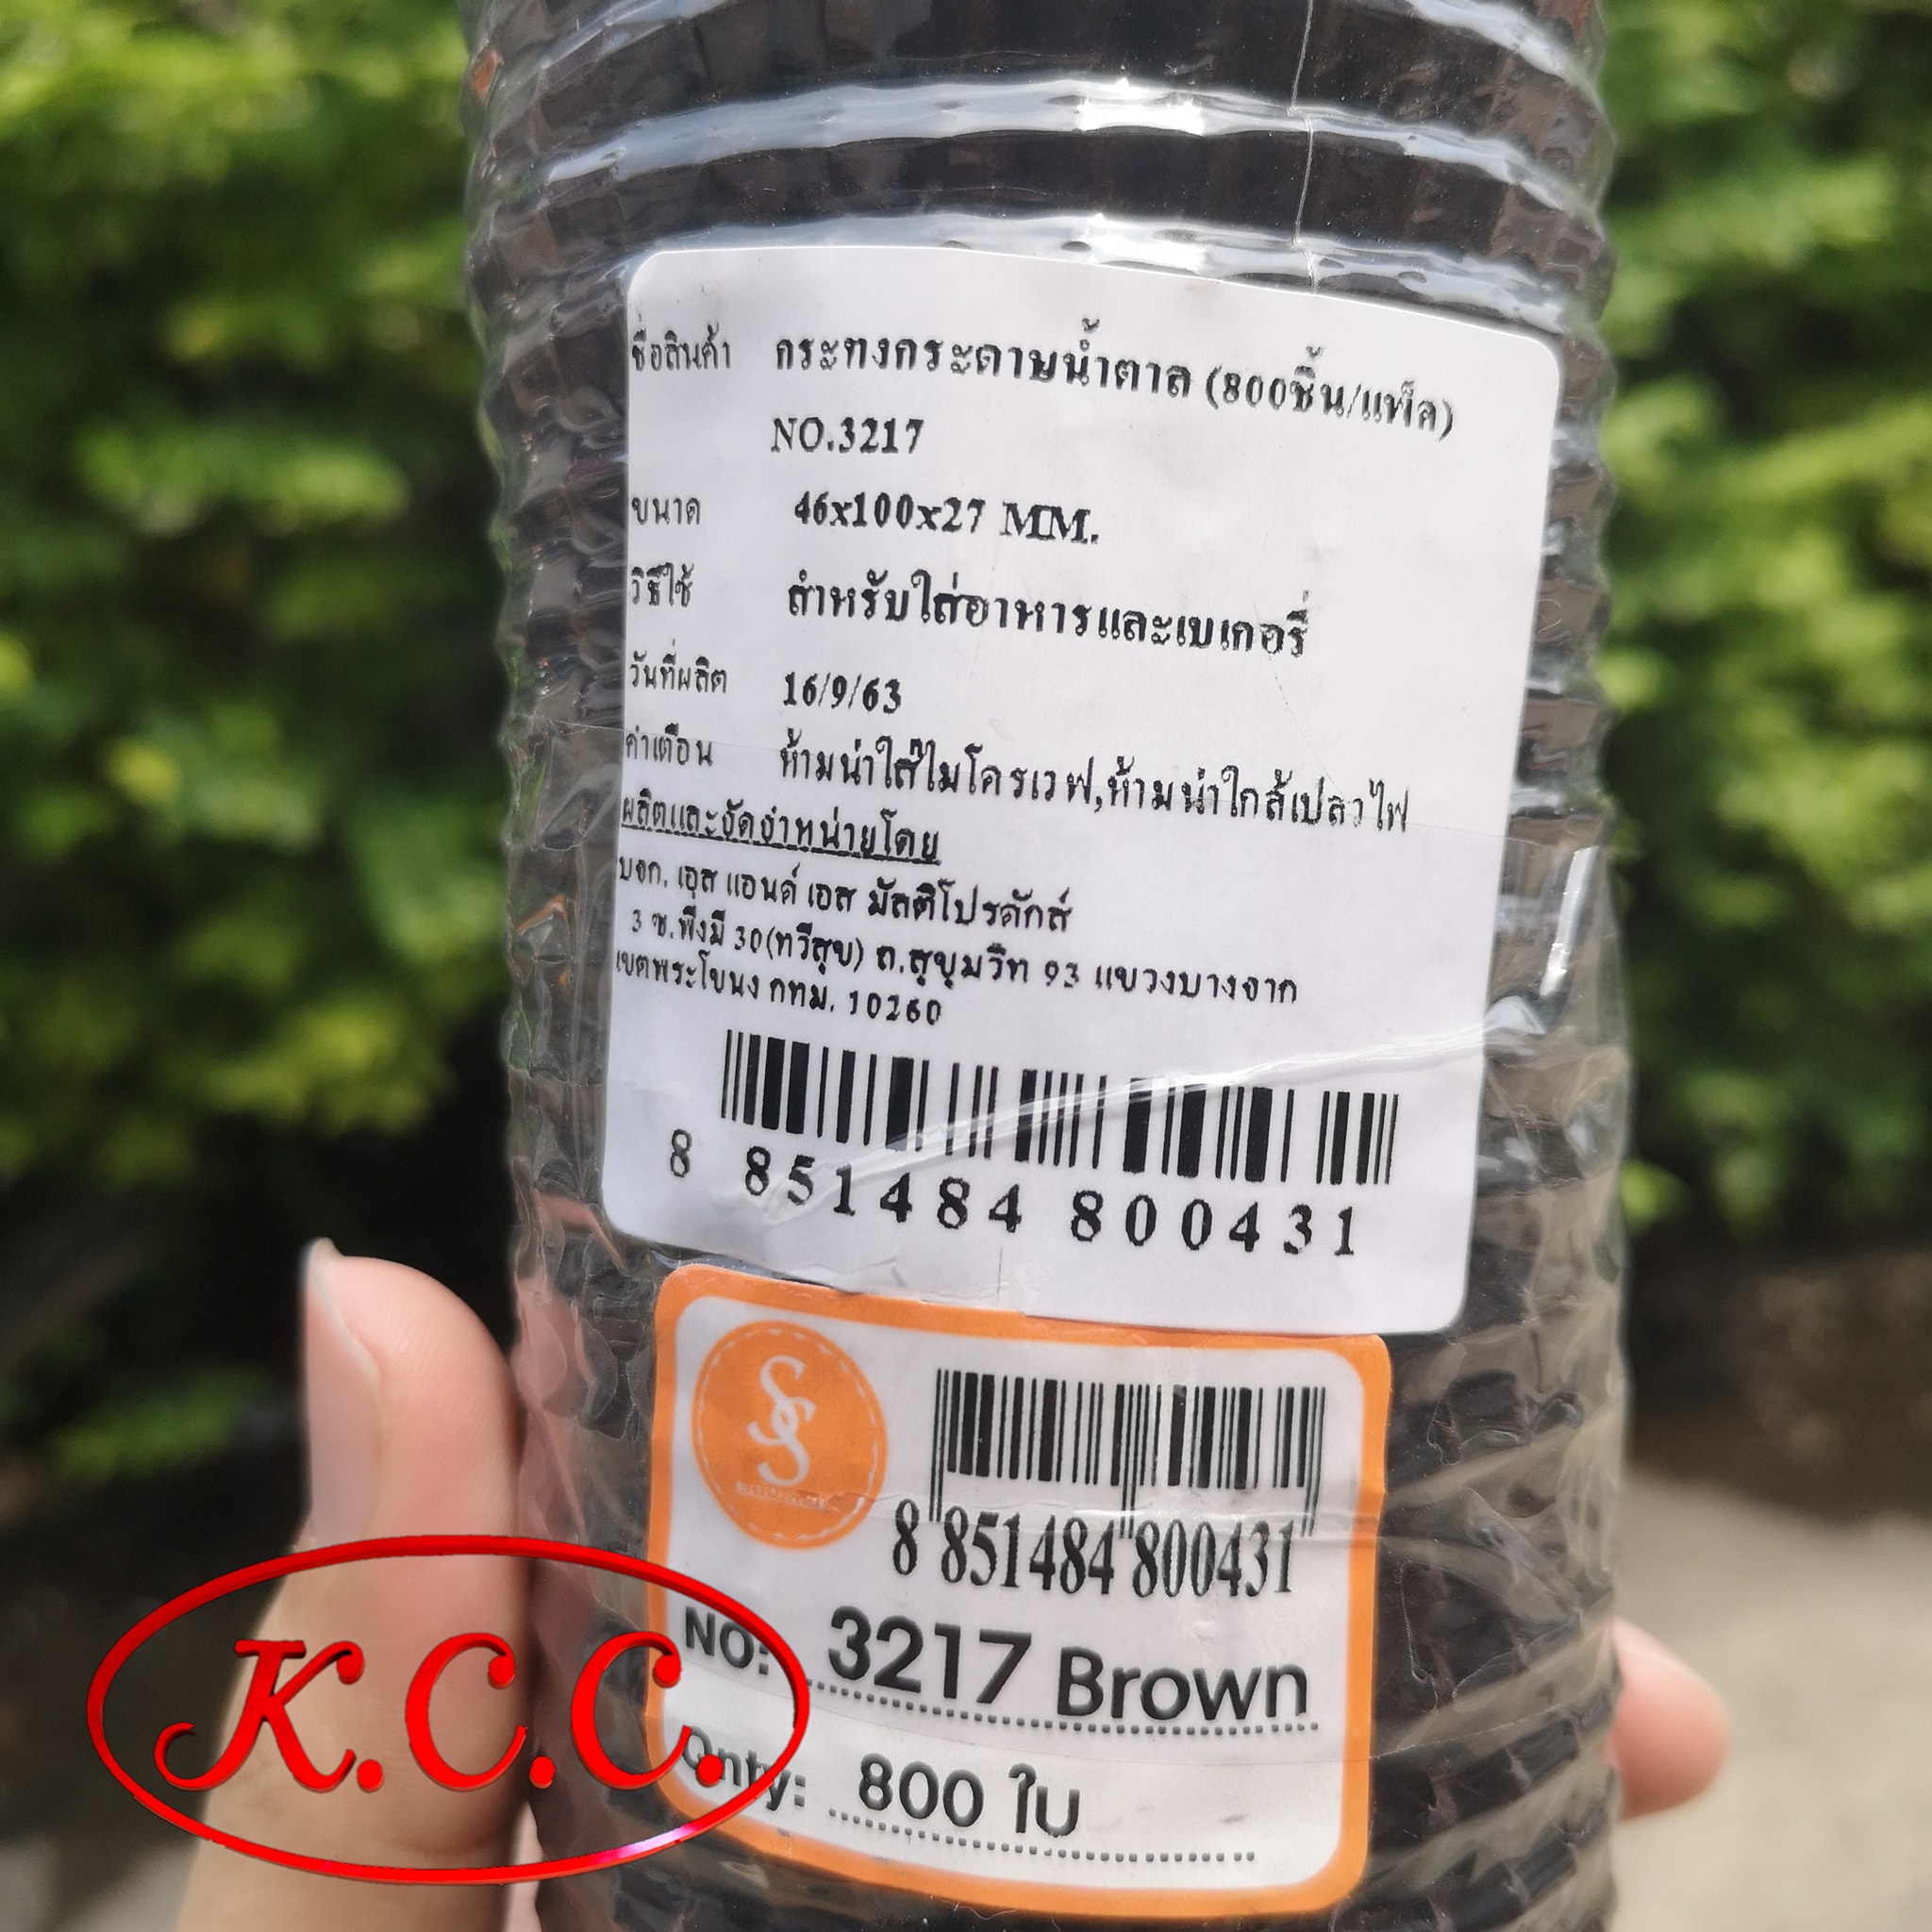 ชื่อสินค้า กระทงกระดาษน้ำตาล (800ชิ้น/แพ็ค)
NO.3217
ขนาด 46x100x27 MM.
วิธีใช้ สำหรับใส่อาหารและเบเกอรี่
วันที่ผลิต 16/9/63
คำเตือน ห้ามนำใส่ไมโครเวฟ,ห้ามนำใกล้เปลวไฟ
ผลิตและจัดจำหน่ายโดย
บจก. เอส แอนด์ เอส มัลติโปรดักส์
3 ซ.พึ่งมี 30(ทวีสุข) ถ.สุขุมวิท 93 แขวงบางจาก
เขตพระโขนง กทม. 10260
8 851484 800431
SS
8 851484 800431
NO: 3217 Brown
Qnty: 800 ใบ
K.C.C.